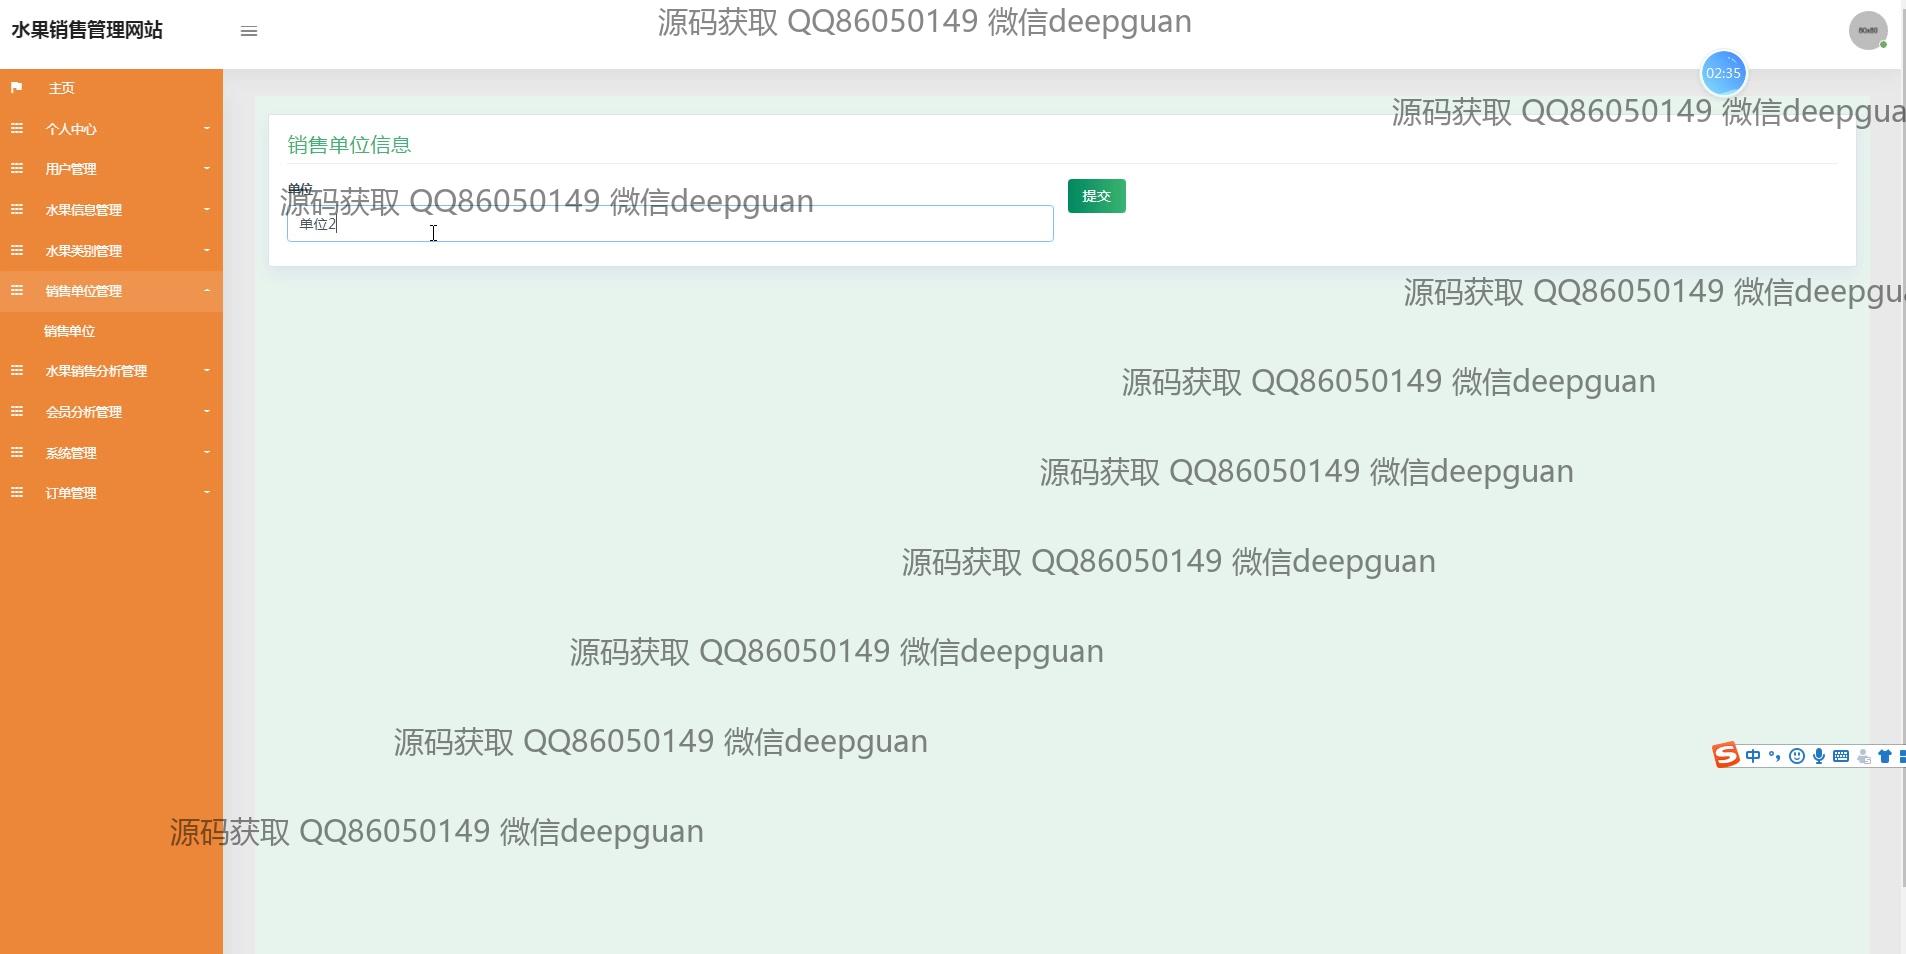 水果销售管理网站
源码获取 QQ86050149 微信deepguan
02:35
源码获取 QQ86050149 微信deepgua
主页
个人中心
用户管理
水果信息管理
水果类别管理
销售单位管理
销售单位
水果销售分析管理
会员分析管理
系统管理
订单管理
销售单位信息
单位
源码获取 QQ86050149 微信deepguan
提交
单位2
源码获取 QQ86050149 微信deepgu
源码获取 QQ86050149 微信deepguan
源码获取 QQ86050149 微信deepguan
源码获取 QQ86050149 微信deepguan
源码获取 QQ86050149 微信deepguan
源码获取 QQ86050149 微信deepguan
中
源码获取 QQ86050149 微信deepguan